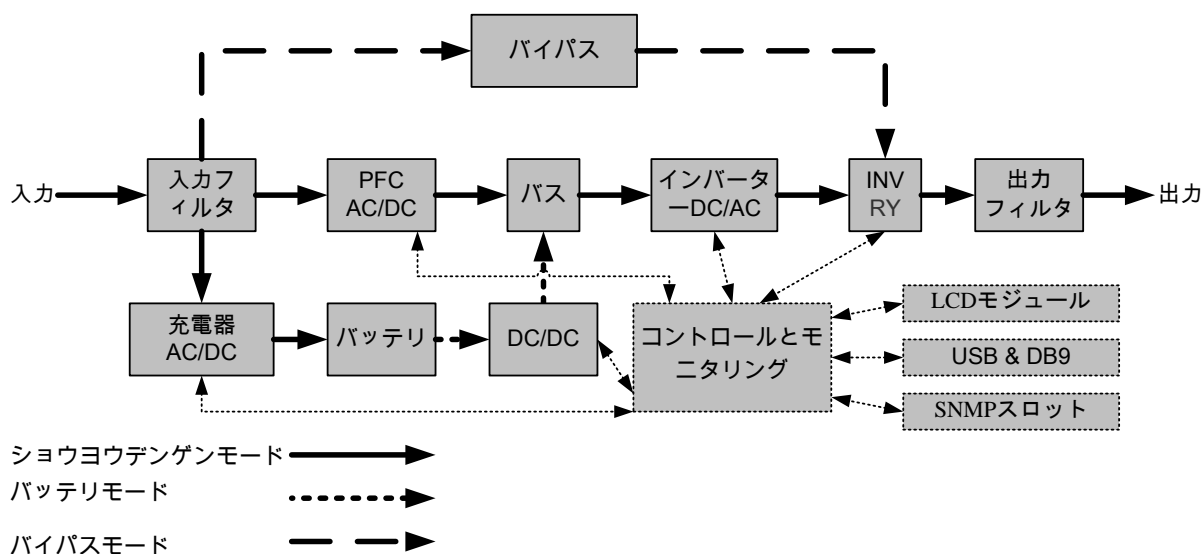 バイパス
入力
入力フ
ィルタ
PFC
AC/DC
バス
インバータ
ーDC/AC
INV
RY
出力
フィルタ
出力
充電器
AC/DC
バッテリ
DC/DC
コントロールとモ
ニタリング
LCDモジュール
USB & DB9
SNMPスロット
ショウヨウデンゲンモード
バッテリモード
バイパスモード